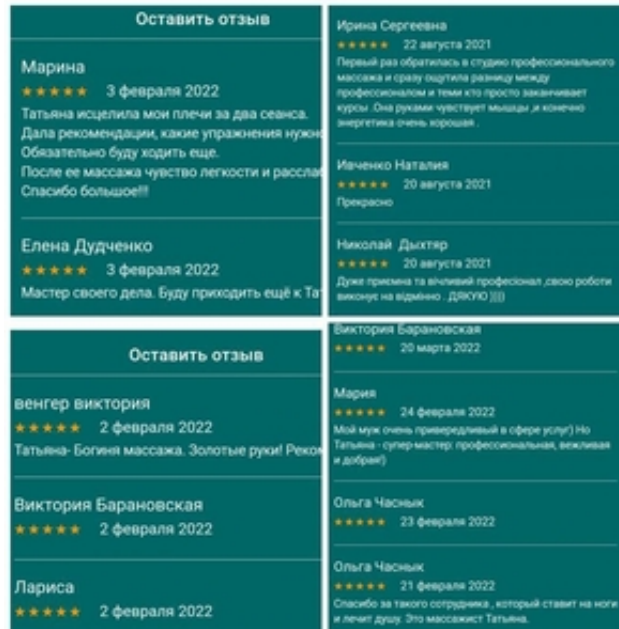 Оставить отзыв
Марина
★★★★★ 3 февраля 2022
Татьяна исцелила мои плечи за два сеанса.
Дала рекомендации, какие упражнения нужно
Обязательно буду ходить еще.
После ее массажа чувство легкости и расслаб
Спасибо большое!!!
Елена Дудченко
★★★★★ 3 февраля 2022
Мастер своего дела. Буду приходить ещё к Тат
Ирина Сергеевна
★★★★★ 22 августа 2021
Первый раз обратилась в студию профессионального
массажа и сразу ощутила разницу между
профессионалом и теми кто просто заканчивает
курсы .Она руками чувствует мышцы ,и конечно
энергетика очень хорошая .
Ивченко Наталия
★★★★★ 20 августа 2021
Прекрасно
Николай Дыхтяр
★★★★★ 20 августа 2021
Дуже приємна та вічливий професіонал ,свою роботи
виконує на відмінно . ДЯКУЮ ))))
Оставить отзыв
венгер виктория
★★★★★ 2 февраля 2022
Татьяна- Богиня массажа. Золотые руки! Реком
Виктория Барановская
★★★★★ 2 февраля 2022
Лариса
★★★★★ 2 февраля 2022
Виктория Барановская
★★★★★ 20 марта 2022
Мария
★★★★★ 24 февраля 2022
Мой муж очень привередливый в сфере услуг) Но
Татьяна - супер-мастер: профессиональная, вежливая
и добрая!)
Ольга Часнык
★★★★★ 23 февраля 2022
Ольга Часнык
★★★★★ 21 февраля 2022
Спасибо за такого сотрудника , который ставит на ноги
и лечит душу. Это массажист Татьяна.